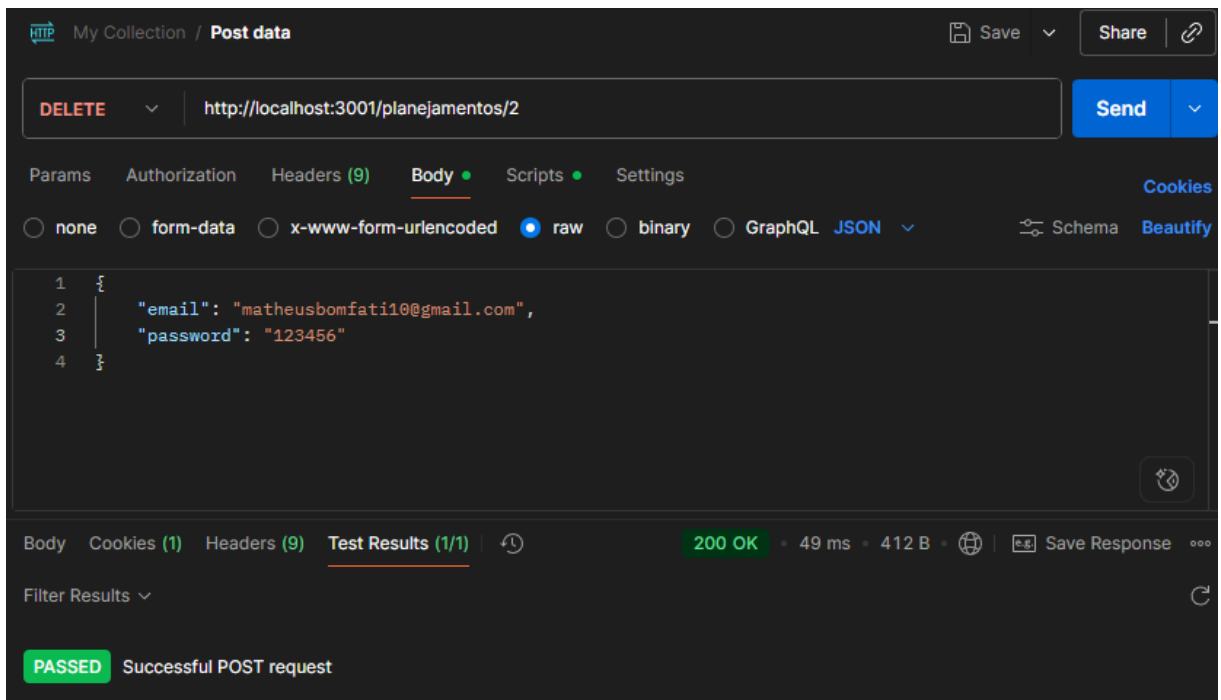 HTTP My Collection / Post data Save Share
DELETE http://localhost:3001/planejamentos/2 Send
Params Authorization Headers (9) Body Scripts Settings Cookies
none form-data x-www-form-urlencoded raw binary GraphQL JSON Schema Beautify
1 {
2 "email": "matheusbomfati10@gmail.com",
3 "password": "123456"
4 }
Body Cookies (1) Headers (9) Test Results (1/1) 200 OK • 49 ms • 412 B • e.g. Save Response
Filter Results
PASSED Successful POST request